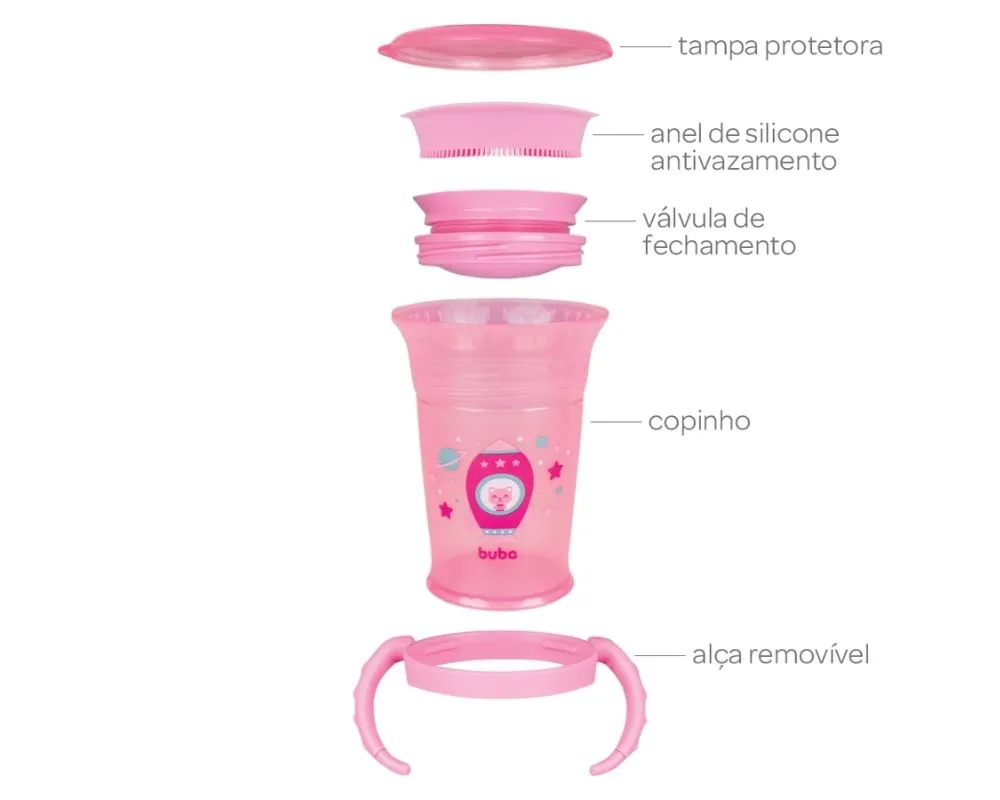 tampa protetora
anel de silicone
antivazamento
válvula de
fechamento
copinho
buba
alça removível